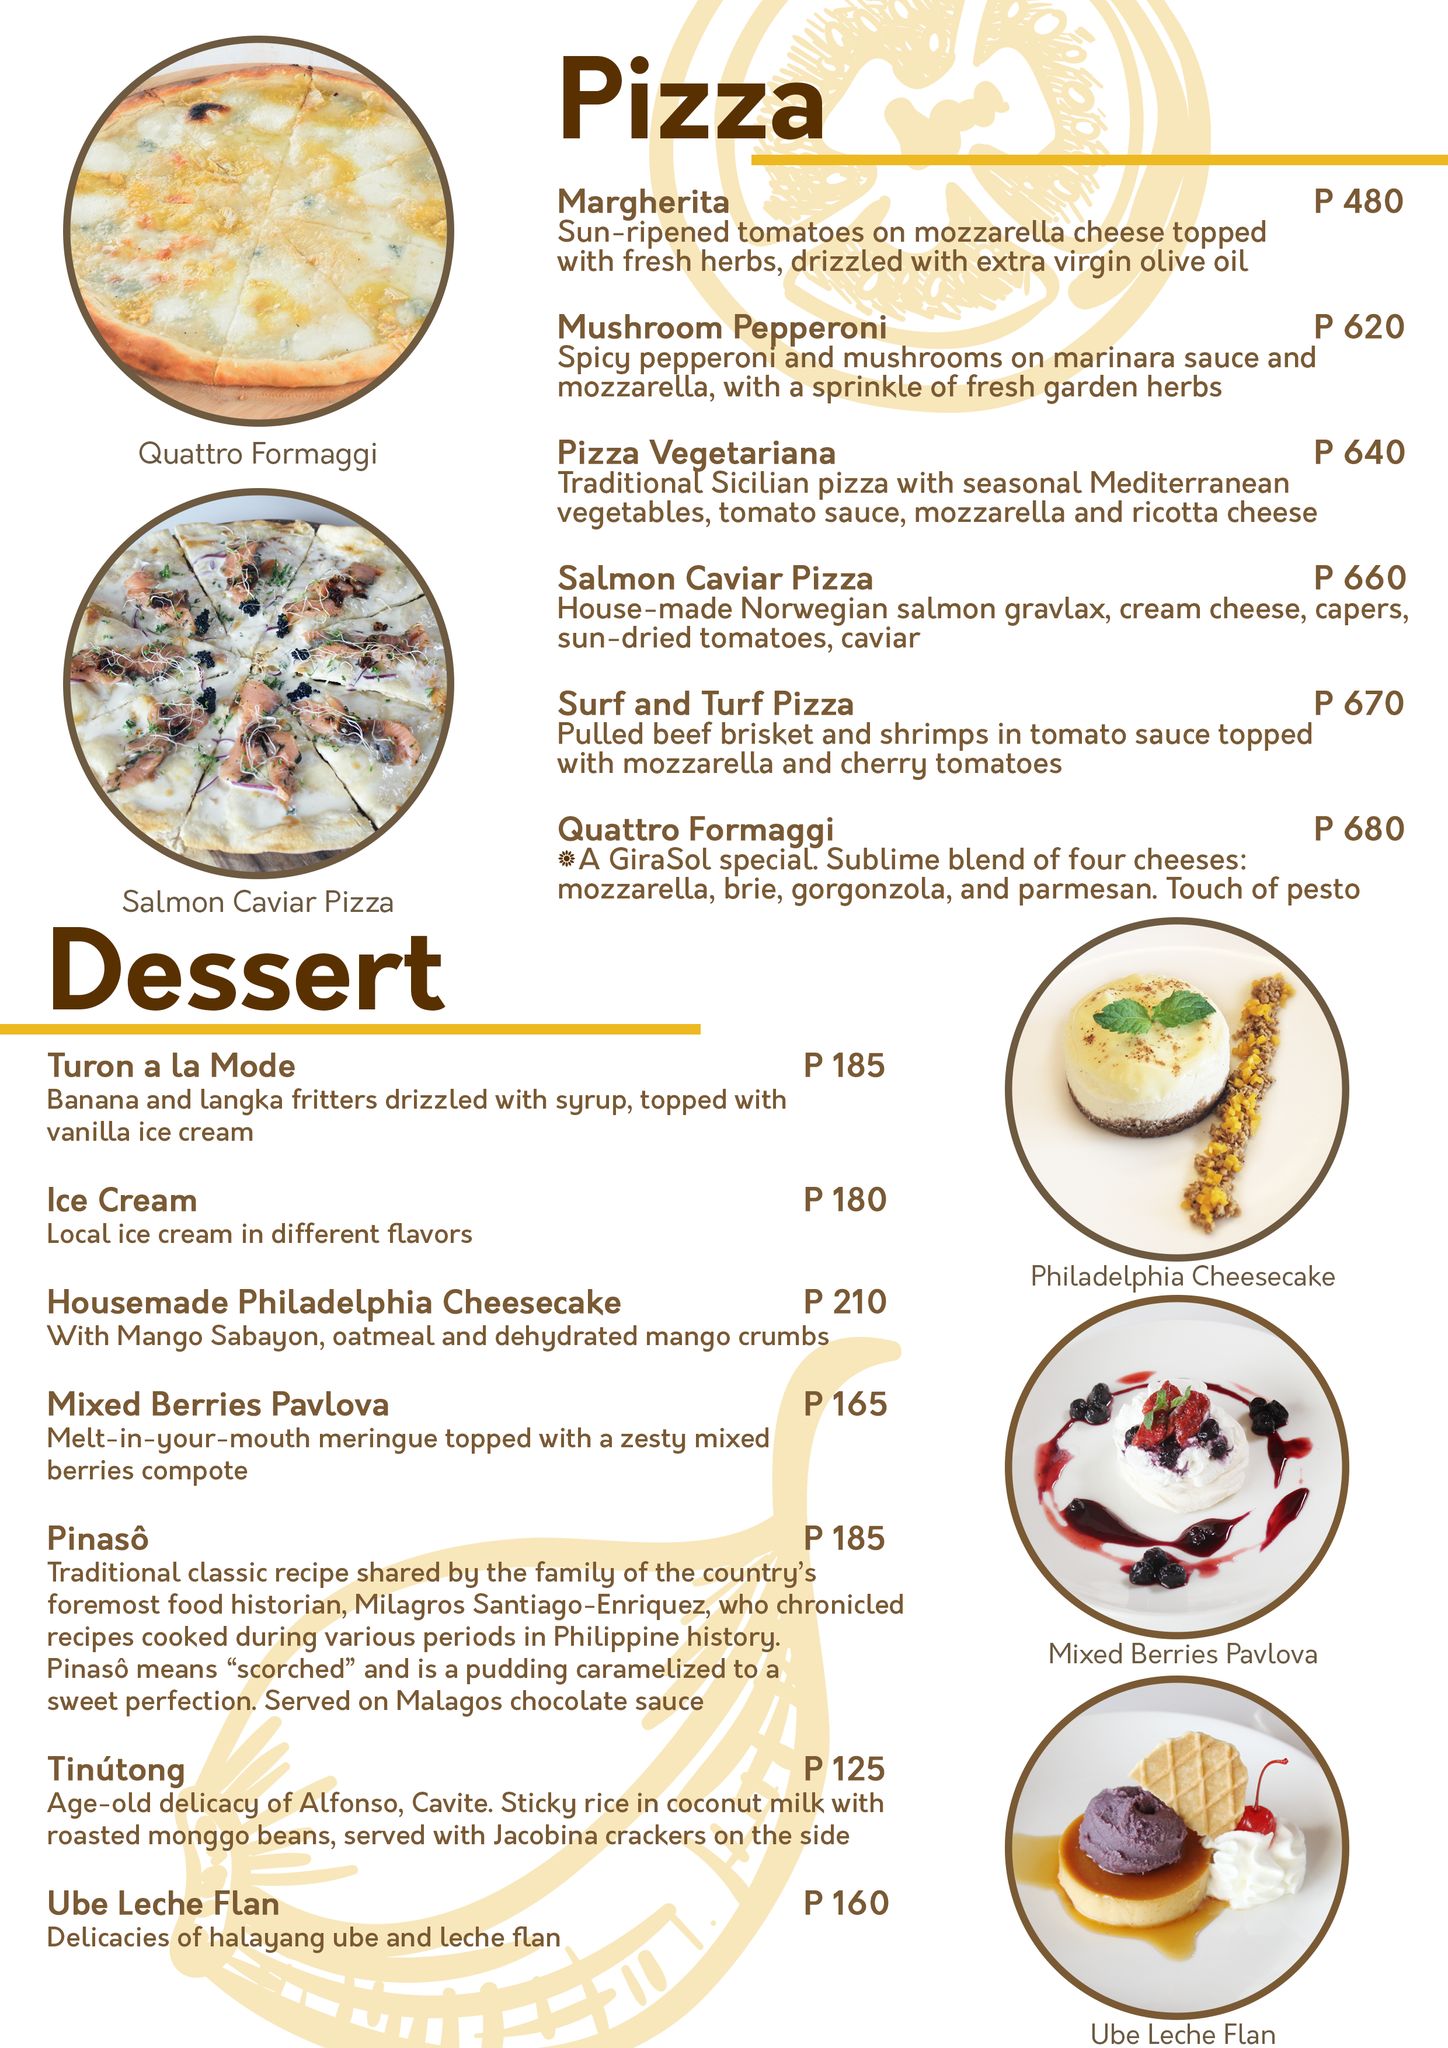 Pizza
Margherita P 480
Sun-ripened tomatoes on mozzarella cheese topped
with fresh herbs, drizzled with extra virgin olive oil
Mushroom Pepperoni P 620
Spicy pepperoni and mushrooms on marinara sauce and
mozzarella, with a sprinkle of fresh garden herbs
Pizza Vegetariana P 640
Traditional Sicilian pizza with seasonal Mediterranean
vegetables, tomato sauce, mozzarella and ricotta cheese
Salmon Caviar Pizza P 660
House-made Norwegian salmon gravlax, cream cheese, capers,
sun-dried tomatoes, caviar
Surf and Turf Pizza P 670
Pulled beef brisket and shrimps in tomato sauce topped
with mozzarella and cherry tomatoes
Quattro Formaggi P 680
A GiraSol special. Sublime blend of four cheeses:
mozzarella, brie, gorgonzola, and parmesan. Touch of pesto
Quattro Formaggi
Salmon Caviar Pizza
Dessert
Turon a la Mode P 185
Banana and langka fritters drizzled with syrup, topped with
vanilla ice cream
Ice Cream P 180
Local ice cream in different flavors
Housemade Philadelphia Cheesecake P 210
With Mango Sabayon, oatmeal and dehydrated mango crumbs
Mixed Berries Pavlova P 165
Melt-in-your-mouth meringue topped with a zesty mixed
berries compote
Pinasô P 185
Traditional classic recipe shared by the family of the country’s
foremost food historian, Milagros Santiago-Enriquez, who chronicled
recipes cooked during various periods in Philippine history.
Pinasô means “scorched” and is a pudding caramelized to a
sweet perfection. Served on Malagos chocolate sauce
Tinútong P 125
Age-old delicacy of Alfonso, Cavite. Sticky rice in coconut milk with
roasted monggo beans, served with Jacobina crackers on the side
Ube Leche Flan P 160
Delicacies of halayang ube and leche flan
Philadelphia Cheesecake
Mixed Berries Pavlova
Ube Leche Flan